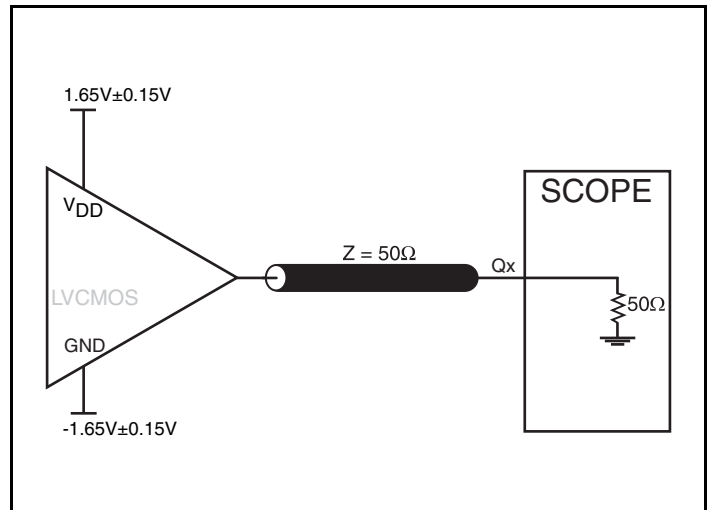 1.65V±0.15V
SCOPE
VDD
Z = 50Ω
Qx
LVCMOS
50Ω
GND
-1.65V±0.15V